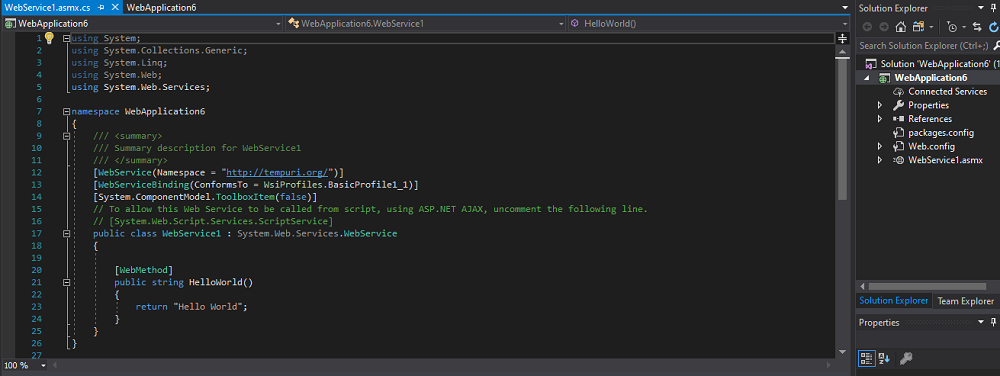 WebService1.asmx.cs
WebApplication6
WebApplication6
WebApplication6.WebService1
HelloWorld()
1 using System;
2 using System.Collections.Generic;
3 using System.Linq;
4 using System.Web;
5 using System.Web.Services;
6
7 namespace WebApplication6
8 {
9 /// <summary>
10 /// Summary description for WebService1
11 /// </summary>
12 [WebService(Namespace = "http://tempuri.org/")]
13 [WebServiceBinding(ConformsTo = WsiProfiles.BasicProfile1_1)]
14 [System.ComponentModel.ToolboxItem(false)]
15 // To allow this Web Service to be called from script, using ASP.NET AJAX, uncomment the following line.
16 // [System.Web.Script.Services.ScriptService]
17 public class WebService1 : System.Web.Services.WebService
18 {
19
20 [WebMethod]
21 public string HelloWorld()
22 {
23 return "Hello World";
24 }
25 }
26 }
27
100 %
Solution Explorer
Search Solution Explorer (Ctrl+;)
Solution 'WebApplication6' (1
WebApplication6
Connected Services
Properties
References
packages.config
Web.config
WebService1.asmx
Solution Explorer
Team Explorer
Properties